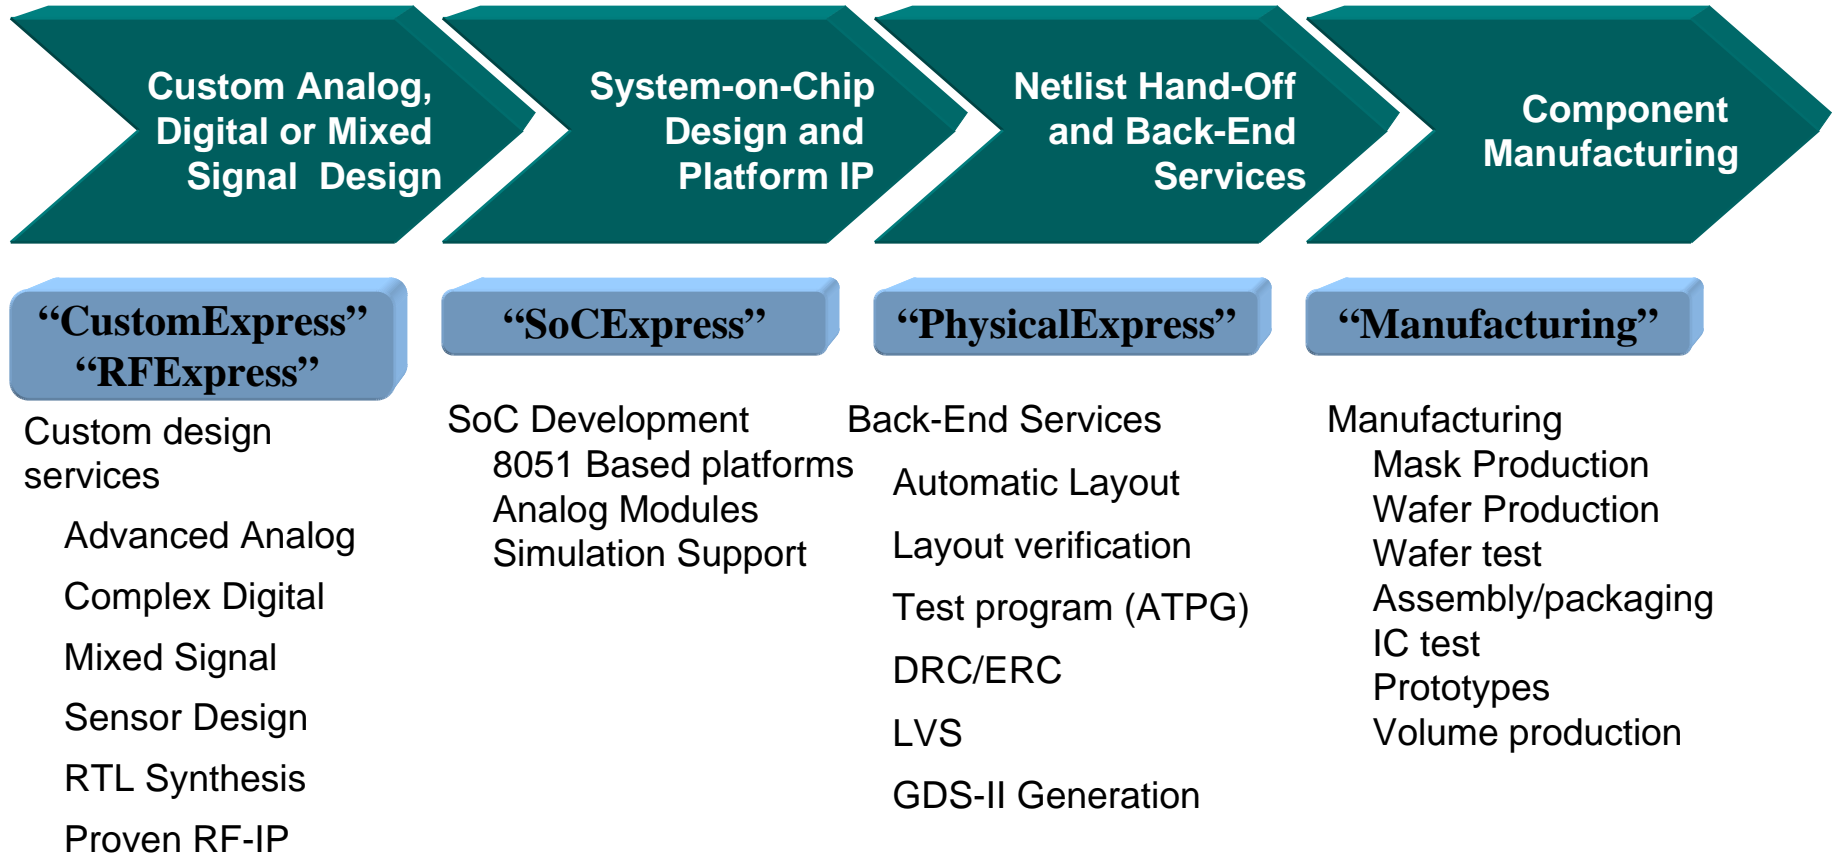 Custom Analog,
Digital or Mixed
Signal Design
System-on-Chip
Design and
Platform IP
Netlist Hand-Off
and Back-End
Services
Component
Manufacturing
“CustomExpress”
“RFExpress”
“SoCExpress”
“PhysicalExpress”
“Manufacturing”
Custom design
services
Advanced Analog
Complex Digital
Mixed Signal
Sensor Design
RTL Synthesis
Proven RF-IP
SoC Development
8051 Based platforms
Analog Modules
Simulation Support
Back-End Services
Automatic Layout
Layout verification
Test program (ATPG)
DRC/ERC
LVS
GDS-II Generation
Manufacturing
Mask Production
Wafer Production
Wafer test
Assembly/packaging
IC test
Prototypes
Volume production